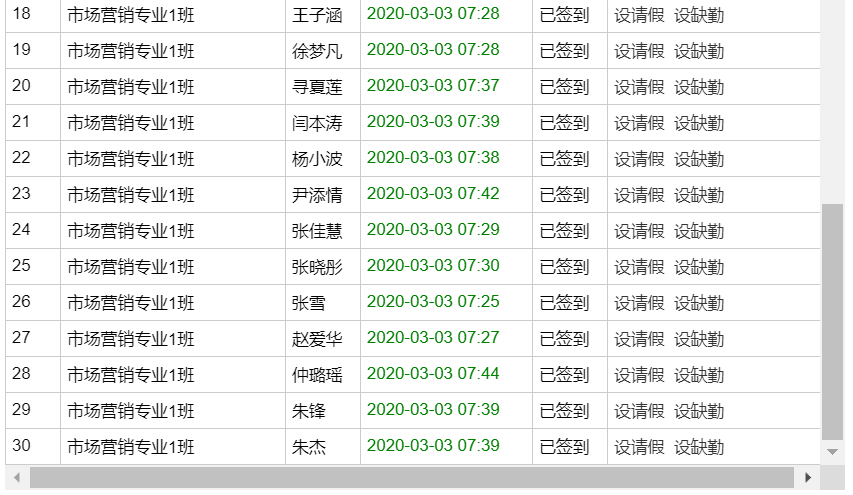 18 市场营销专业1班 王子涵 2020-03-03 07:28 已签到 设请假 设缺勤
19 市场营销专业1班 徐梦凡 2020-03-03 07:28 已签到 设请假 设缺勤
20 市场营销专业1班 寻夏莲 2020-03-03 07:37 已签到 设请假 设缺勤
21 市场营销专业1班 闫本涛 2020-03-03 07:39 已签到 设请假 设缺勤
22 市场营销专业1班 杨小波 2020-03-03 07:38 已签到 设请假 设缺勤
23 市场营销专业1班 尹添情 2020-03-03 07:42 已签到 设请假 设缺勤
24 市场营销专业1班 张佳慧 2020-03-03 07:29 已签到 设请假 设缺勤
25 市场营销专业1班 张晓彤 2020-03-03 07:30 已签到 设请假 设缺勤
26 市场营销专业1班 张雪 2020-03-03 07:25 已签到 设请假 设缺勤
27 市场营销专业1班 赵爱华 2020-03-03 07:27 已签到 设请假 设缺勤
28 市场营销专业1班 仲璐瑶 2020-03-03 07:44 已签到 设请假 设缺勤
29 市场营销专业1班 朱锋 2020-03-03 07:39 已签到 设请假 设缺勤
30 市场营销专业1班 朱杰 2020-03-03 07:39 已签到 设请假 设缺勤